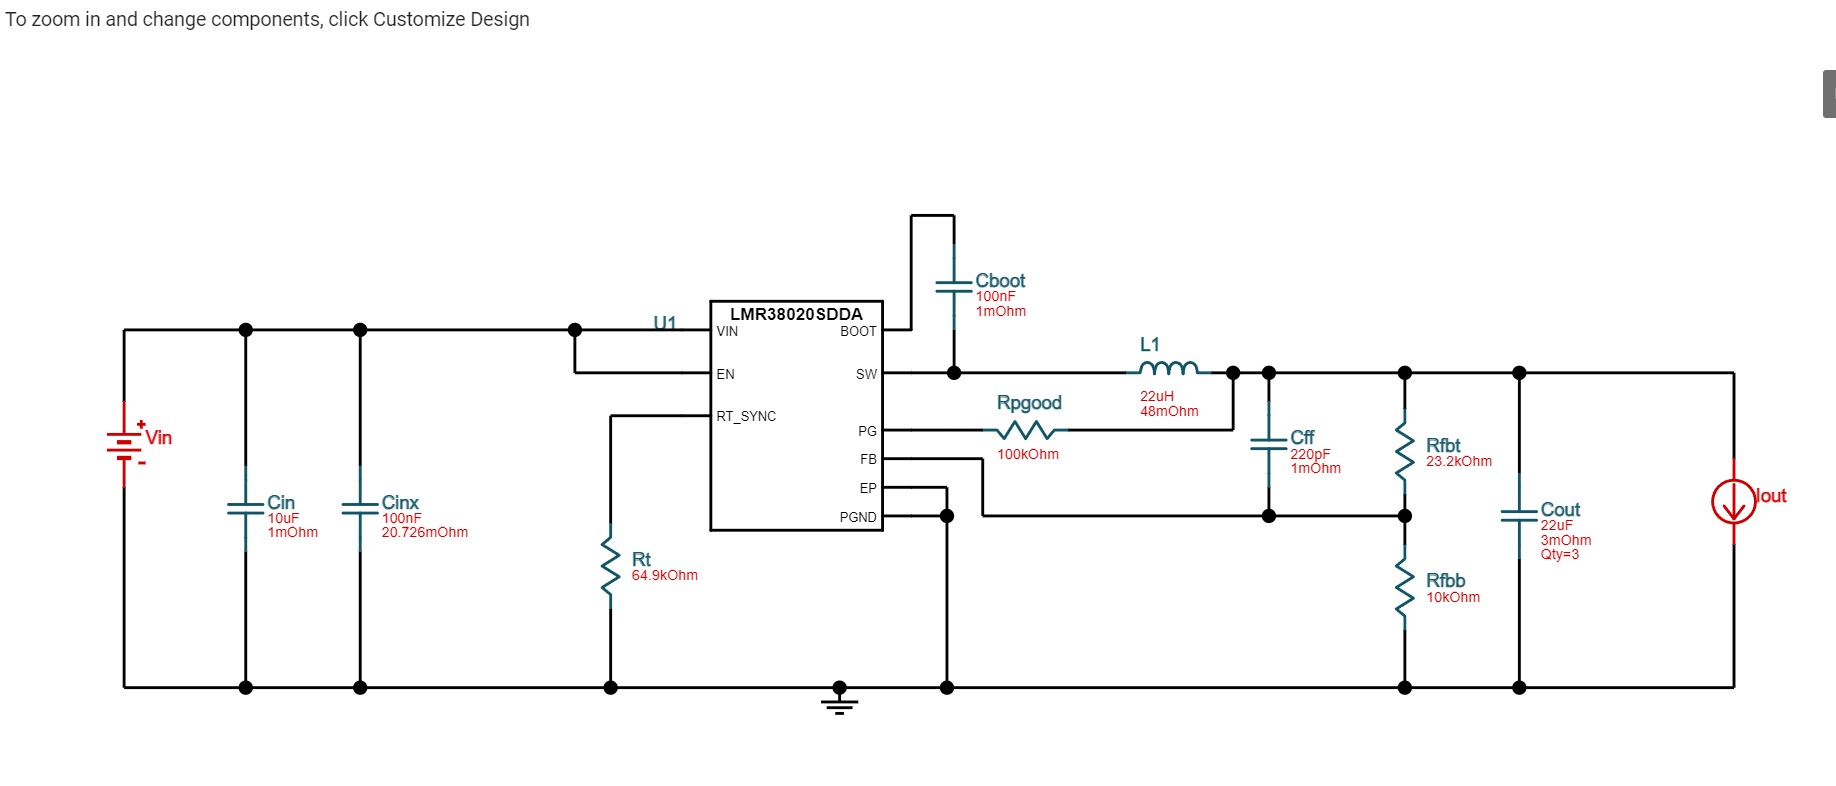 To zoom in and change components, click Customize Design
Cboot
100nF
1mOhm
U1
LMR38020SDDA
VIN
BOOT
EN
SW
RT_SYNC
PG
FB
EP
PGND
L1
22uH
48mOhm
Rpgood
100kOhm
Cff
220pF
1mOhm
Rfbt
23.2kOhm
+
Vin
-
Cin
10uF
1mOhm
Cinx
100nF
20.726mOhm
Rt
64.9kOhm
Rfbb
10kOhm
Cout
22uF
3mOhm
Qty=3
Iout